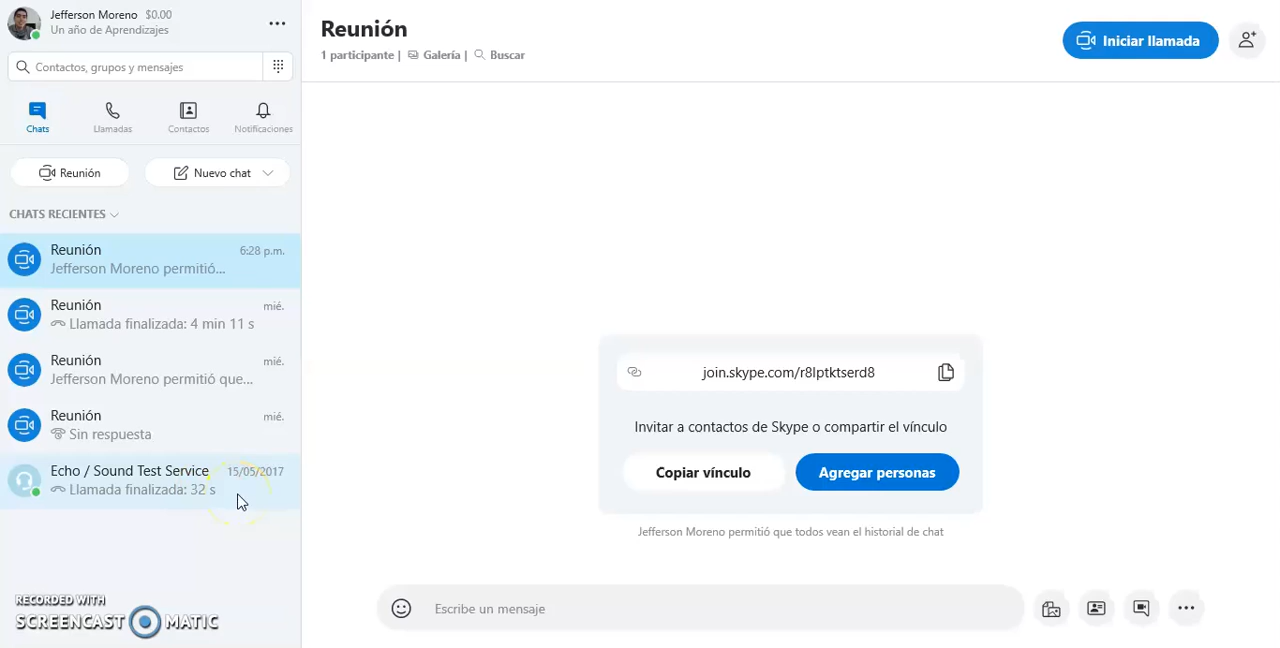 Jefferson Moreno $0.00
Un año de Aprendizajes
Contactos, grupos y mensajes
Chats
Llamadas
Contactos
Notificaciones
Reunión
Nuevo chat
CHATS RECIENTES
Reunión 6:28 p.m.
Jefferson Moreno permitió...
Reunión mié.
Llamada finalizada: 4 min 11 s
Reunión mié.
Jefferson Moreno permitió que...
Reunión mié.
Sin respuesta
Echo / Sound Test Service 15/05/2017
Llamada finalizada: 32 s
RECORDED WITH
SCREENCAST MATIC
Reunión
1 participante | Galería | Buscar
Iniciar llamada
join.skype.com/r8lptktserd8
Invitar a contactos de Skype o compartir el vínculo
Copiar vínculo
Agregar personas
Jefferson Moreno permitió que todos vean el historial de chat
Escribe un mensaje